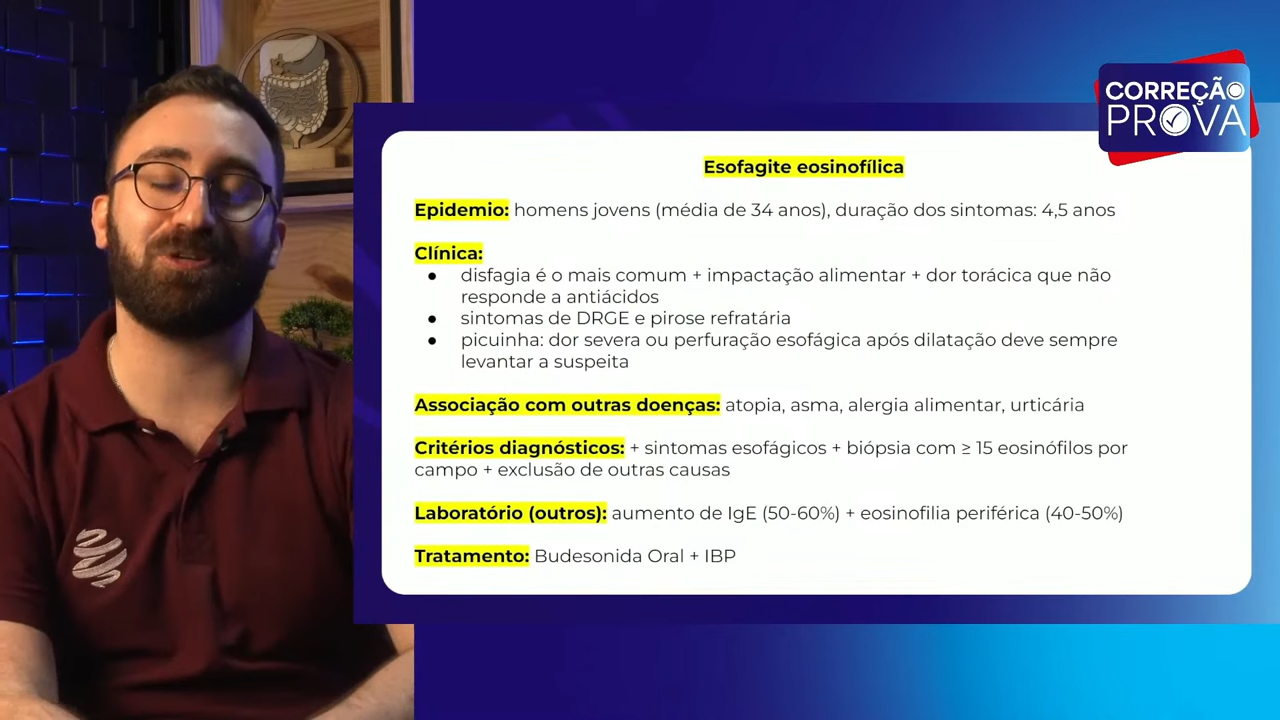 CORREÇÃO
PROVA
Esofagite eosinofílica
Epidemio: homens jovens (média de 34 anos), duração dos sintomas: 4,5 anos
Clínica:
● disfagia é o mais comum + impactação alimentar + dor torácica que não
responde a antiácidos
● sintomas de DRGE e pirose refratária
● picuinha: dor severa ou perfuração esofágica após dilatação deve sempre
levantar a suspeita
Associação com outras doenças: atopia, asma, alergia alimentar, urticária
Critérios diagnósticos: + sintomas esofágicos + biópsia com ≥ 15 eosinófilos por
campo + exclusão de outras causas
Laboratório (outros): aumento de IgE (50-60%) + eosinofilia periférica (40-50%)
Tratamento: Budesonida Oral + IBP